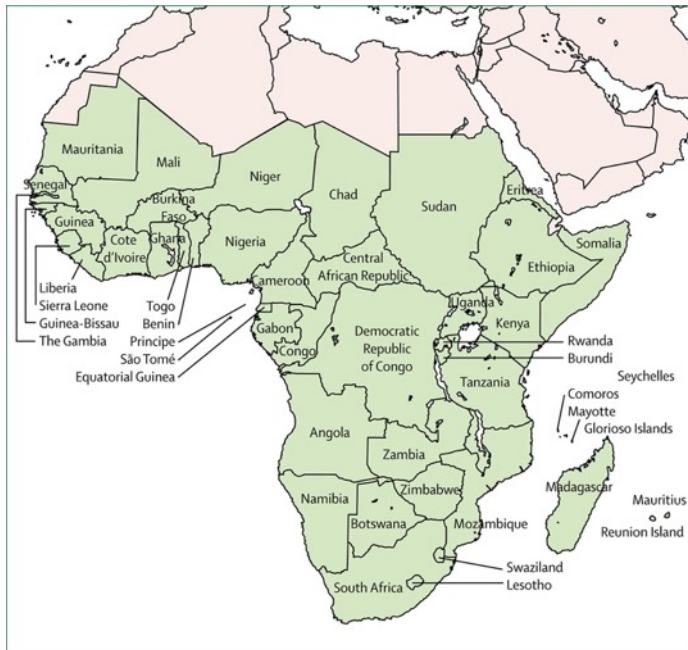 Mauritania
Mali
Niger
Chad
Sudan
Eritrea
Senegal
Burkina
Faso
Guinea
Cote
d'Ivoire
Ghana
Nigeria
Central
African Republic
Cameroon
Ethiopia
Somalia
Liberia
Sierra Leone
Guinea-Bissau
The Gambia
Togo
Benin
Principe
São Tomé
Equatorial Guinea
Gabon
Congo
Democratic
Republic
of Congo
Uganda
Kenya
Rwanda
Burundi
Tanzania
Seychelles
Comoros
Mayotte
Glorioso Islands
Angola
Zambia
Zimbabwe
Namibia
Botswana
Mozambique
Madagascar
Mauritius
Reunion Island
Swaziland
Lesotho
South Africa